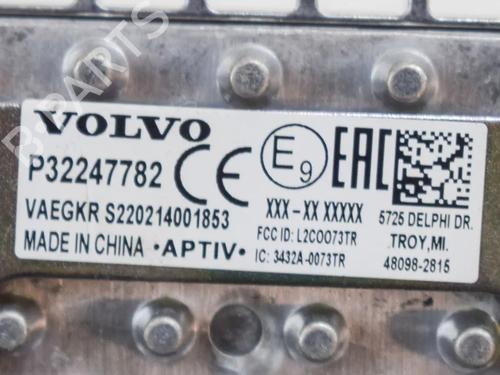 B-PARTS
VOLVO
P32247782 CE E9 EAC
VAEGKR S220214001853
MADE IN CHINA • APTIV •
XXX-XX XXXXX
FCC ID: L2C0073TR
IC: 3432A-0073TR
5725 DELPHI DR.
TROY, MI.
48098-2815